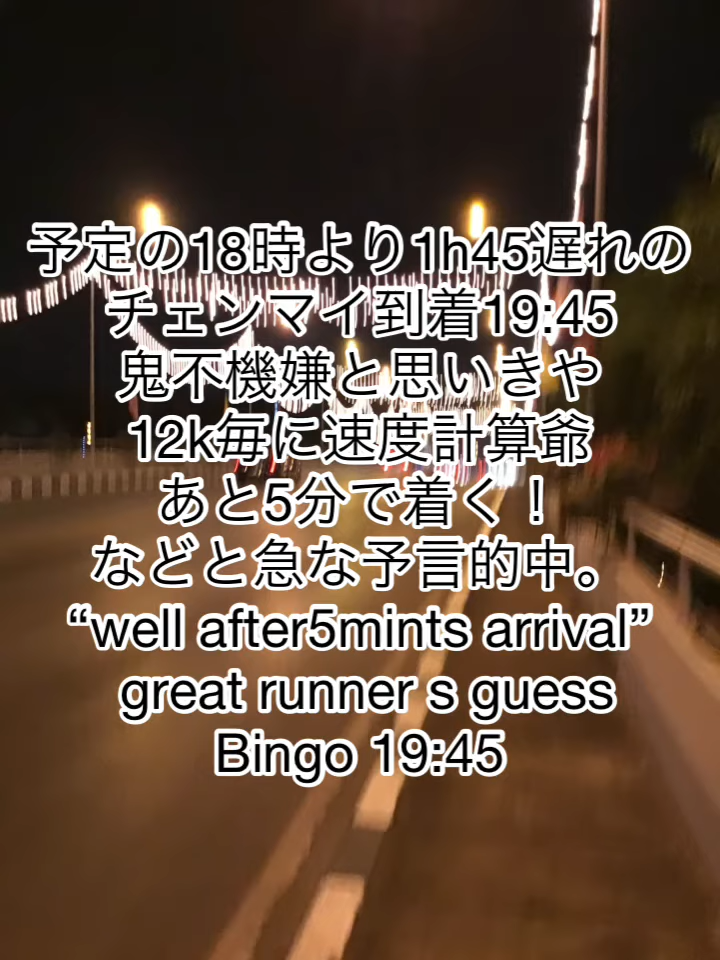 予定の18時より1h45遅れの
チェンマイ到着19:45
鬼不機嫌と思いきや
12k毎に速度計算爺
あと5分で着く！
などと急な予言的中。
“well after5mints arrival”
great runner s guess
Bingo 19:45